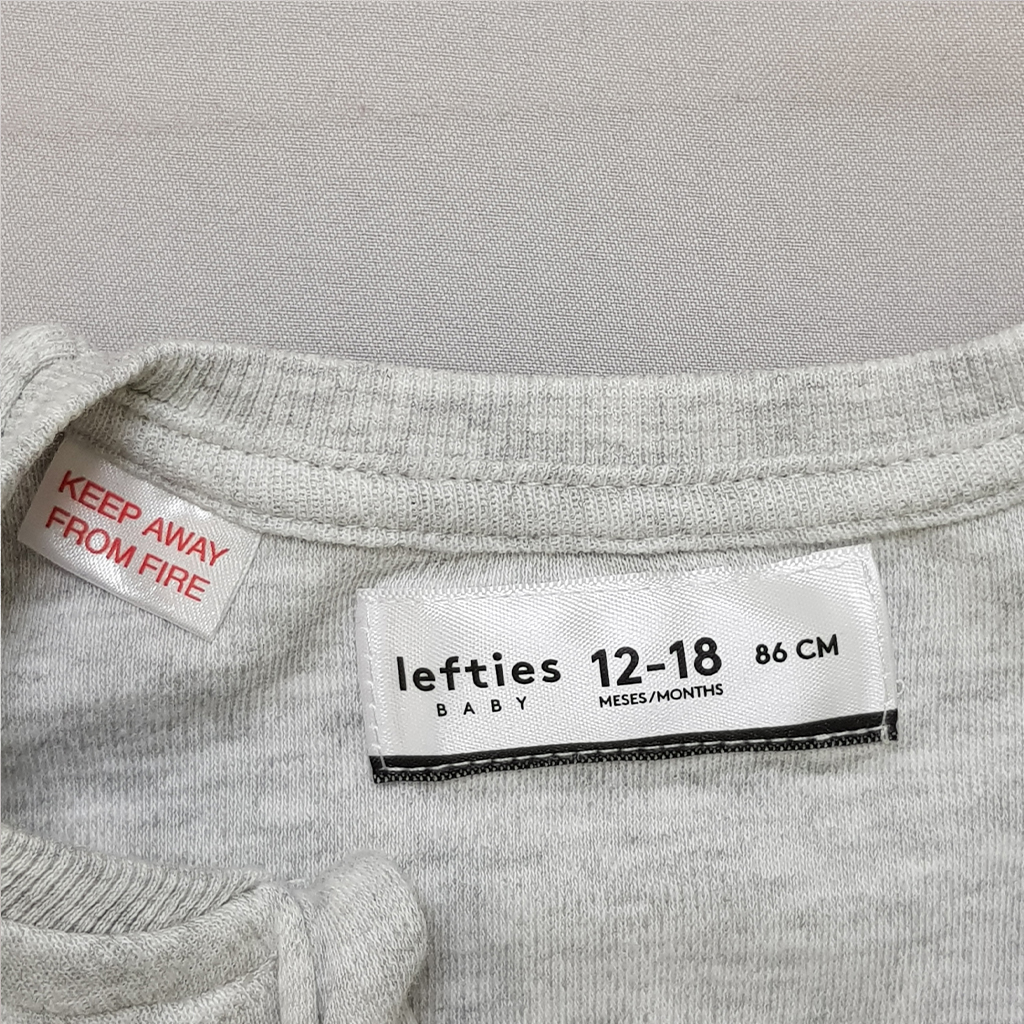 KEEP AWAY
FROM FIRE
lefties 12-18 86 CM
BABY MESES/MONTHS